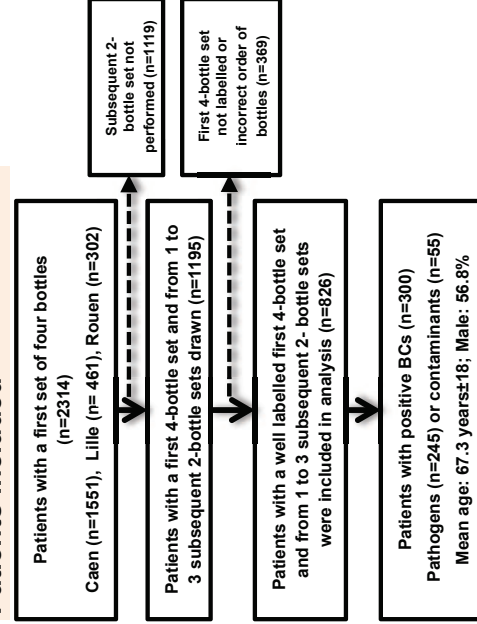 Patients with a first set of four bottles
(n=2314)
Caen (n=1551), Lille (n= 461), Rouen (n=302)
Subsequent 2-
bottle set not
performed (n=1119)
Patients with a first 4-bottle set and from 1 to
3 subsequent 2-bottle sets drawn (n=1195)
First 4-bottle set
not labelled or
incorrect order of
bottles (n=369)
Patients with a well labelled first 4-bottle set
and from 1 to 3 subsequent 2- bottle sets
were included in analysis (n=826)
Patients with positive BCs (n=300)
Pathogens (n=245) or contaminants (n=55)
Mean age: 67.3 years±18; Male: 56.8%